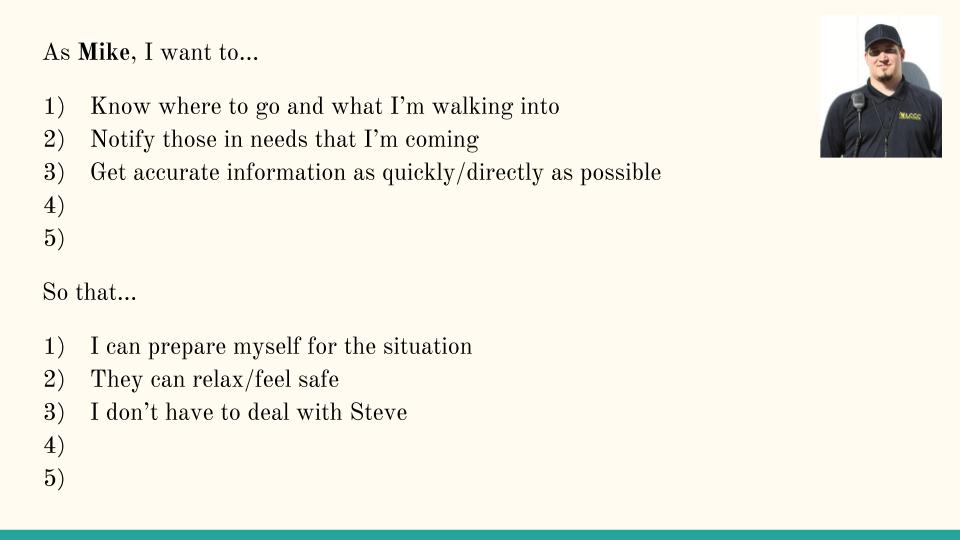 As Mike, I want to...
1) Know where to go and what I'm walking into
2) Notify those in needs that I'm coming
3) Get accurate information as quickly/directly as possible
4)
5)
So that...
1) I can prepare myself for the situation
2) They can relax/feel safe
3) I don't have to deal with Steve
4)
5)